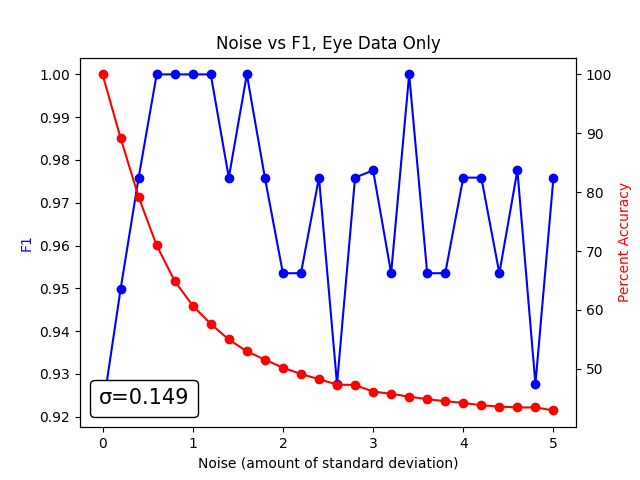 Noise vs F1, Eye Data Only
1.00
0.99
0.98
0.97
0.96
0.95
0.94
0.93
0.92
F1
100
90
80
70
60
50
Percent Accuracy
σ=0.149
0 1 2 3 4 5
Noise (amount of standard deviation)